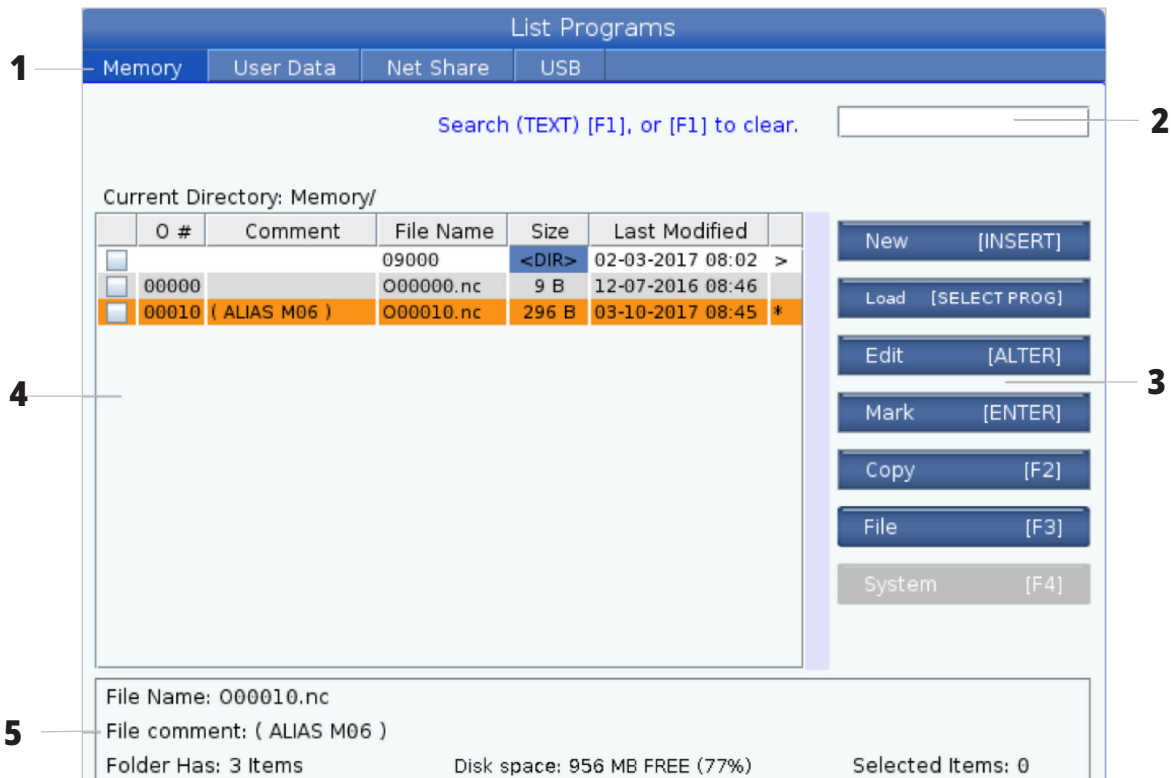 List Programs
1 Memory User Data Net Share USB
Search (TEXT) [F1], or [F1] to clear. 2
Current Directory: Memory/
O # Comment File Name Size Last Modified
09000 <DIR> 02-03-2017 08:02 >
00000 O00000.nc 9 B 12-07-2016 08:46
00010 ( ALIAS M06 ) O00010.nc 296 B 03-10-2017 08:45 *
New [INSERT]
Load [SELECT PROG]
Edit [ALTER]
3
Mark [ENTER]
4
Copy [F2]
File [F3]
System [F4]
File Name: O00010.nc
5 File comment: ( ALIAS M06 )
Folder Has: 3 Items Disk space: 956 MB FREE (77%) Selected Items: 0